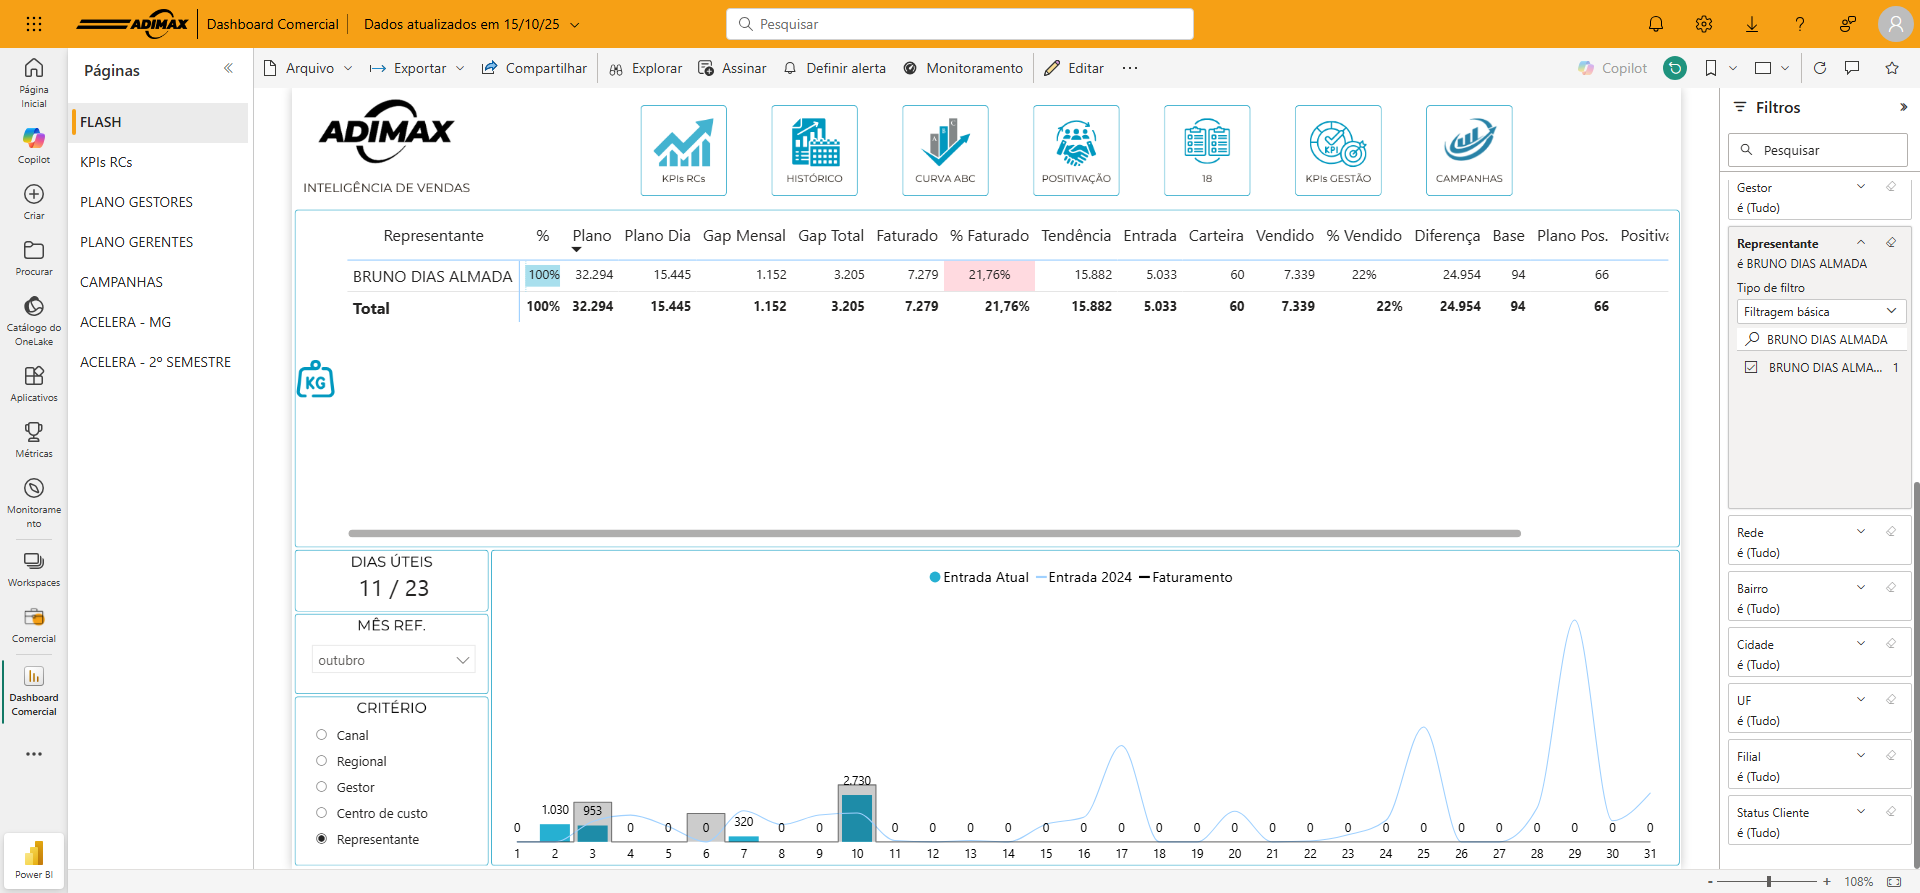 ADIMAX Dashboard Comercial Dados atualizados em 15/10/25 Pesquisar
Página Inicial
Copilot
Criar
Procurar
Catálogo do OneLake
Aplicativos
Métricas
Monitoramento
Workspaces
Comercial
Dashboard Comercial
Power BI
Páginas
FLASH
KPIs RCs
PLANO GESTORES
PLANO GERENTES
CAMPANHAS
ACELERA - MG
ACELERA - 2º SEMESTRE
Arquivo Exportar Compartilhar Explorar Assinar Definir alerta Monitoramento Editar ... Copilot
ADIMAX
INTELIGÊNCIA DE VENDAS
KPIs RCs HISTÓRICO CURVA ABC POSITIVAÇÃO 18 KPIs GESTÃO CAMPANHAS
Representante % Plano Plano Dia Gap Mensal Gap Total Faturado % Faturado Tendência Entrada Carteira Vendido % Vendido Diferença Base Plano Pos. Positiva
BRUNO DIAS ALMADA 100% 32.294 15.445 1.152 3.205 7.279 21,76% 15.882 5.033 60 7.339 22% 24.954 94 66
Total 100% 32.294 15.445 1.152 3.205 7.279 21,76% 15.882 5.033 60 7.339 22% 24.954 94 66
KG
DIAS ÚTEIS
11 / 23
MÊS REF.
outubro
CRITÉRIO
Canal
Regional
Gestor
Centro de custo
Representante
Entrada Atual Entrada 2024 Faturamento
0 1.030 953 0 0 0 320 0 0 2.730 0 0 0 0 0 0 0 0 0 0 0 0 0 0 0 0 0 0 0 0 0
1 2 3 4 5 6 7 8 9 10 11 12 13 14 15 16 17 18 19 20 21 22 23 24 25 26 27 28 29 30 31
Filtros
Pesquisar
Gestor
é (Tudo)
Representante
é BRUNO DIAS ALMADA
Tipo de filtro
Filtragem básica
BRUNO DIAS ALMADA
BRUNO DIAS ALMA... 1
Rede
é (Tudo)
Bairro
é (Tudo)
Cidade
é (Tudo)
UF
é (Tudo)
Filial
é (Tudo)
Status Cliente
é (Tudo)
- + 108%